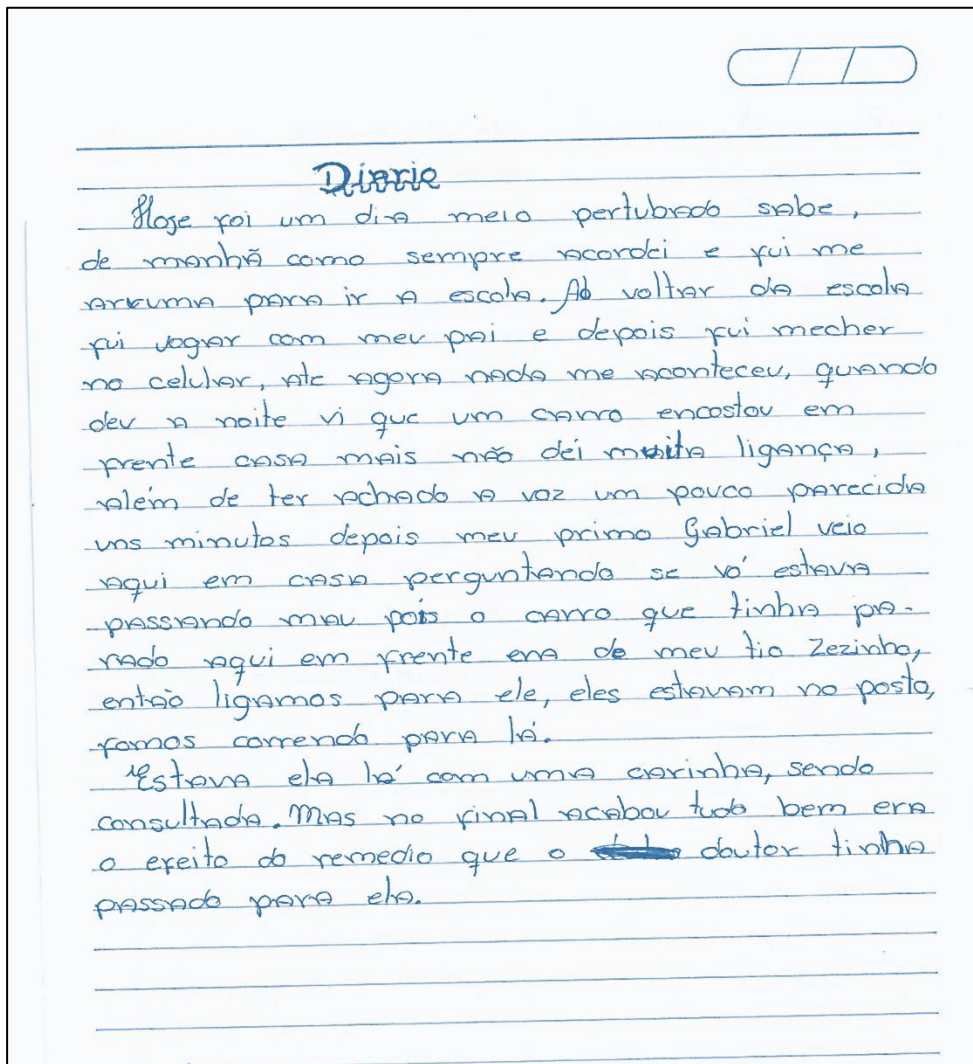 Diario
Hoje foi um dia meio pertubado sabe,
de manhã como sempre acordei e fui me
arruma para ir a escola. Ao voltar da escola
fui jogar com meu pai e depois fui mecher
no celular, ate agora nada me aconteceu, quando
deu a noite vi que um carro encostou em
frente casa mais não dei muita ligança,
além de ter achado a voz um pouco parecida
uns minutos depois meu primo Gabriel veio
aqui em casa perguntando se vó estava
passando mau pois o carro que tinha pa-
rado aqui em frente era de meu tio Zezinho,
então ligamos para ele, eles estavam no posto,
fomos correndo para lá.
Estava ela lá com uma carinha, sendo
consultada. Mas no final acabou tudo bem era
o efeito do remedio que o doutor tinha
passado para ela.